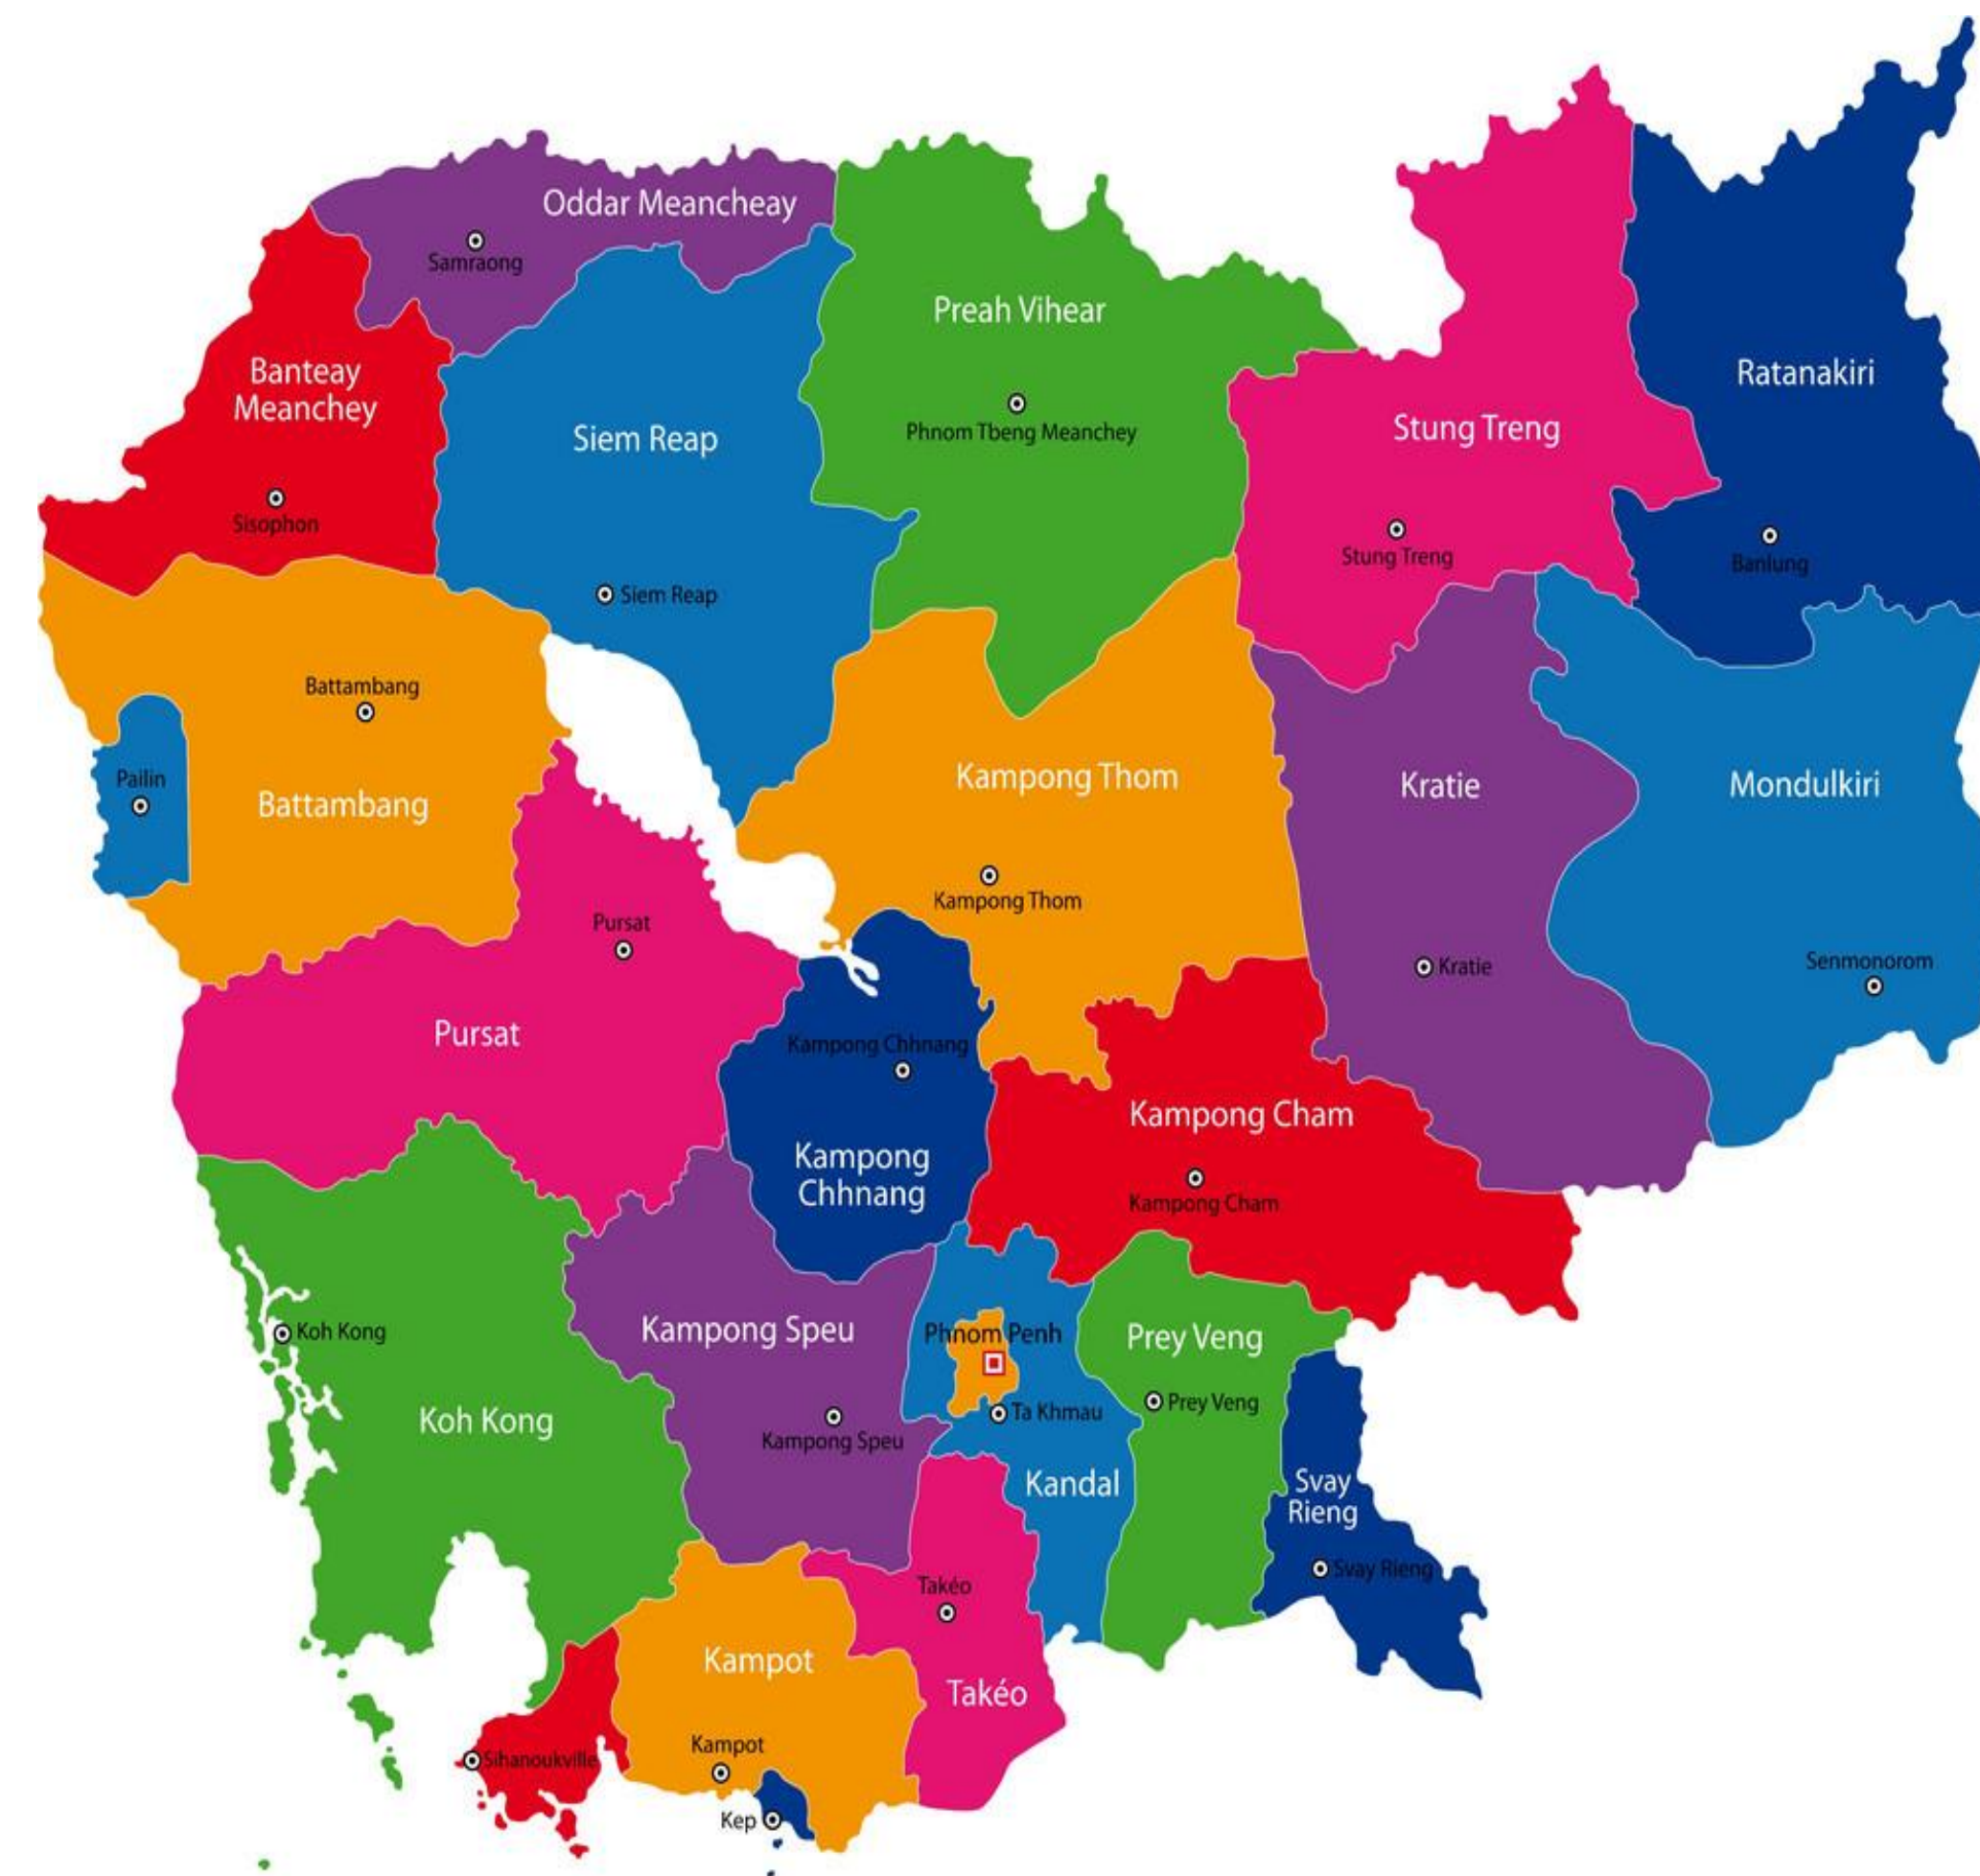 Oddar Meancheay
Samraong
Preah Vihear
Banteay
Meanchey
Ratanakiri
Siem Reap
Phnom Tbeng Meanchey
Stung Treng
Sisophon
Stung Treng
Banlung
Siem Reap
Battambang
Pailin
Battambang
Kampong Thom
Kratie
Mondulkiri
Kampong Thom
Pursat
Kratie
Senmonorom
Pursat
Kampong Chhnang
Kampong Cham
Kampong
Chhnang
Kampong Cham
Koh Kong
Kampong Speu
Phnom Penh
Prey Veng
Prey Veng
Koh Kong
Ta Khmau
Kampong Speu
Kandal
Svay
Rieng
Svay Rieng
Takéo
Kampot
Takéo
Kampot
Sihanoukville
Kep